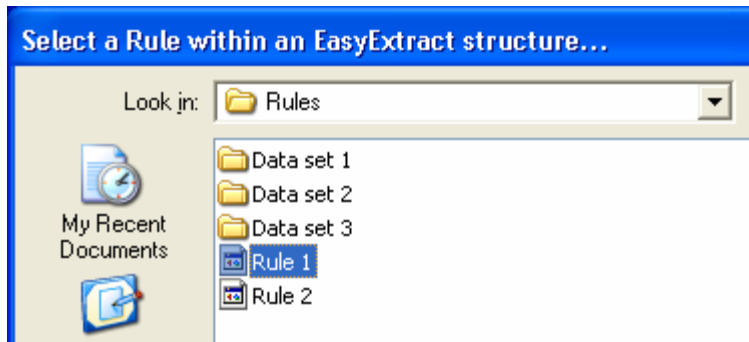 Select a Rule within an EasyExtract structure...
Look in: Rules
Data set 1
Data set 2
Data set 3
Rule 1
Rule 2
My Recent
Documents